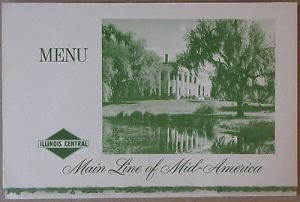 MENU
ILLINOIS CENTRAL
Main Line of Mid-America